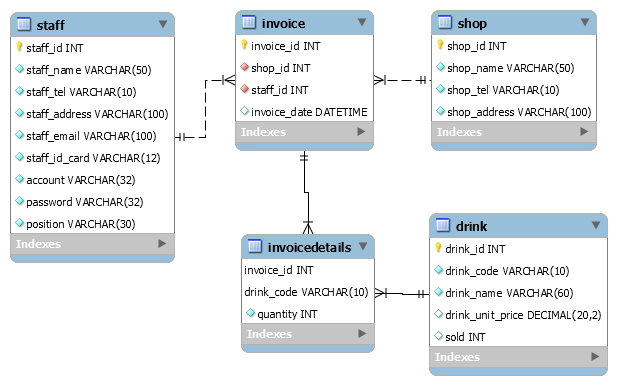 staff
staff_id INT
staff_name VARCHAR(50)
staff_tel VARCHAR(10)
staff_address VARCHAR(100)
staff_email VARCHAR(100)
staff_id_card VARCHAR(12)
account VARCHAR(32)
password VARCHAR(32)
position VARCHAR(30)
Indexes
invoice
invoice_id INT
shop_id INT
staff_id INT
invoice_date DATETIME
Indexes
shop
shop_id INT
shop_name VARCHAR(50)
shop_tel VARCHAR(10)
shop_address VARCHAR(100)
Indexes
invoicedetails
invoice_id INT
drink_code VARCHAR(10)
quantity INT
Indexes
drink
drink_id INT
drink_code VARCHAR(10)
drink_name VARCHAR(60)
drink_unit_price DECIMAL(20,2)
sold INT
Indexes